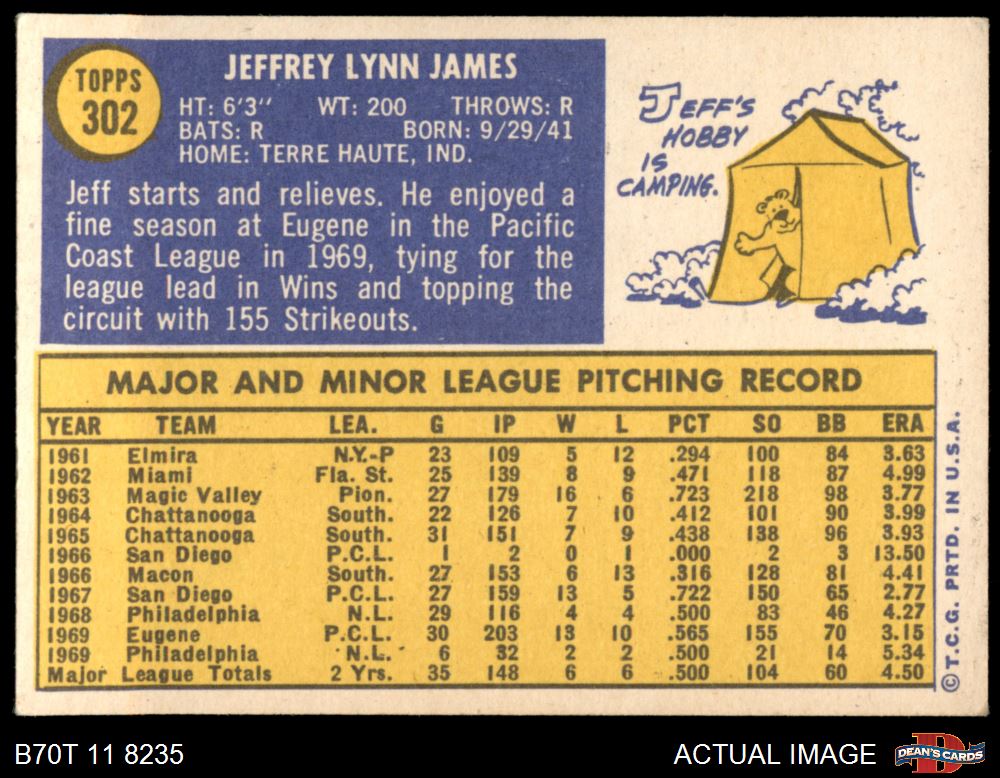 TOPPS
302
JEFFREY LYNN JAMES
HT: 6'3" WT: 200 THROWS: R
BATS: R BORN: 9/29/41
HOME: TERRE HAUTE, IND.
Jeff starts and relieves. He enjoyed a
fine season at Eugene in the Pacific
Coast League in 1969, tying for the
league lead in Wins and topping the
circuit with 155 Strikeouts.
JEFF'S
HOBBY
IS
CAMPING.
MAJOR AND MINOR LEAGUE PITCHING RECORD
YEAR TEAM LEA. G IP W L PCT SO BB ERA
1961 Elmira N.Y.-P 23 109 5 12 .294 100 84 3.63
1962 Miami Fla. St. 25 139 8 9 .471 118 87 4.99
1963 Magic Valley Pion. 27 179 16 6 .723 218 98 3.77
1964 Chattanooga South. 22 126 7 10 .412 101 90 3.99
1965 Chattanooga South. 31 151 7 9 .438 138 96 3.93
1966 San Diego P.C.L. 1 2 0 1 .000 2 3 13.50
1966 Macon South. 27 153 6 13 .316 128 81 4.41
1967 San Diego P.C.L. 27 159 13 5 .722 150 65 2.77
1968 Philadelphia N.L. 29 116 4 4 .500 83 46 4.27
1969 Eugene P.C.L. 30 203 13 10 .565 155 70 3.15
1969 Philadelphia N.L. 6 32 2 2 .500 21 14 5.34
Major League Totals 2 Yrs. 35 148 6 6 .500 104 60 4.50
© T.C.G. PRTD. IN U.S.A.
B70T 11 8235 ACTUAL IMAGE
DEAN'S CARDS